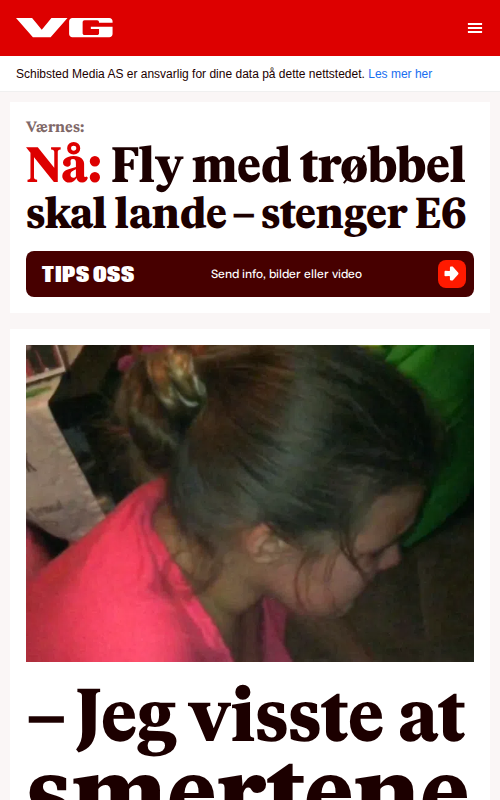 VG
Schibsted Media AS er ansvarlig for dine data på dette nettstedet. Les mer her
Værnes:
Nå: Fly med trøbbel
skal lande – stenger E6
TIPS OSS Send info, bilder eller video
– Jeg visste at
smertene